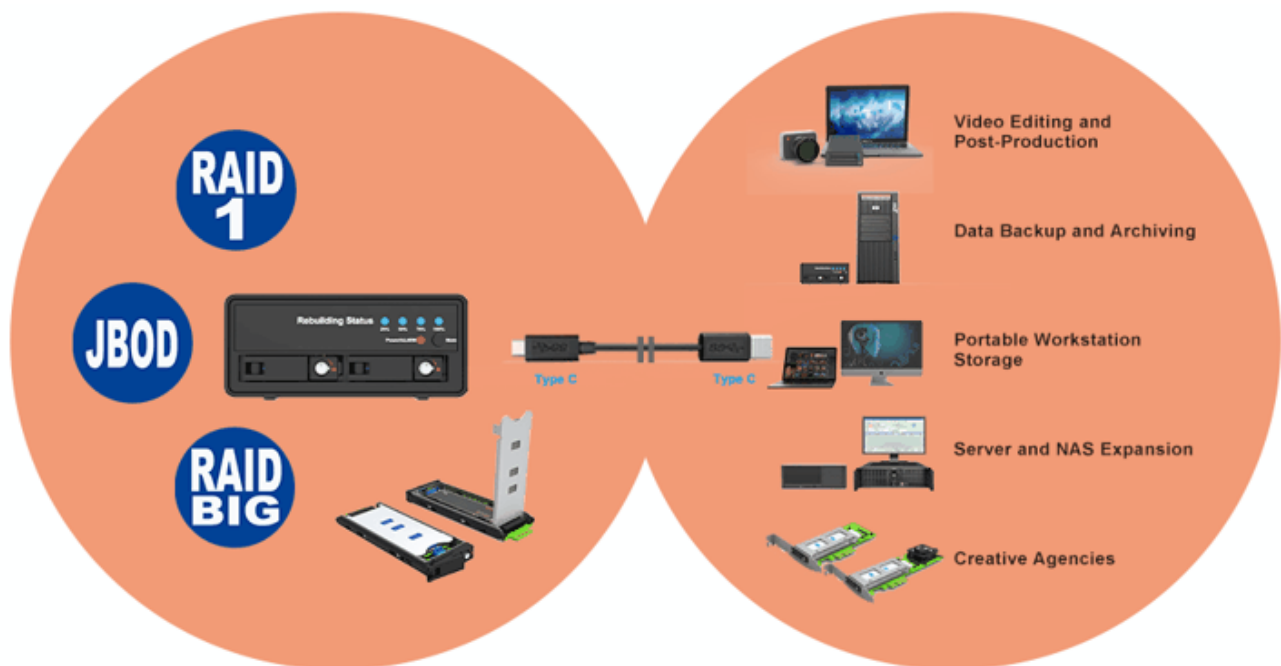 RAID
1
JBOD
RAID
BIG
Rebuilding Status
Type C
Type C
Video Editing and
Post-Production
Data Backup and Archiving
Portable Workstation
Storage
Server and NAS Expansion
Creative Agencies